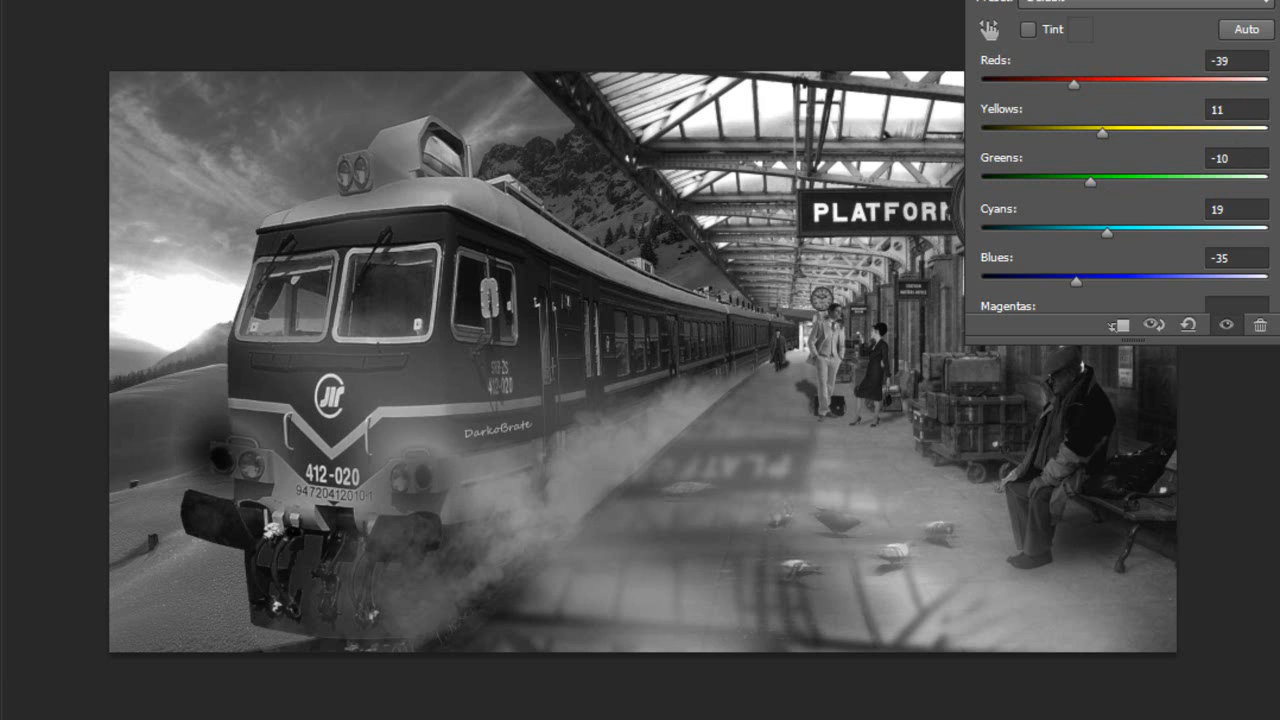 Tint
Auto
Reds:
-39
Yellows:
11
Greens:
-10
Cyans:
19
Blues:
-35
Magentas:
PLATFORM
412-020
DarkoBrate
412-020
94720412010-1